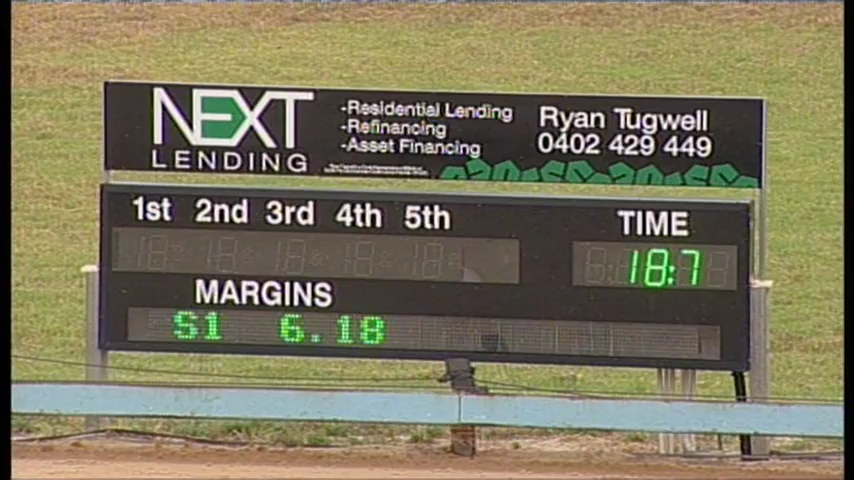 NEXT
LENDING
-Residential Lending
-Refinancing
-Asset Financing
Ryan Tugwell
0402 429 449
1st 2nd 3rd 4th 5th
TIME
18:7
MARGINS
S1 6.18